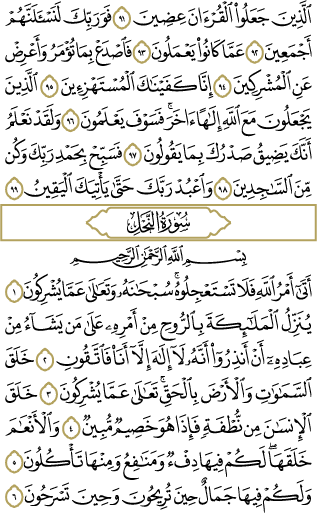 ٱلَّذِينَ جَعَلُوا۟ ٱلْقُرْءَانَ عِضِينَ ٩١ فَوَرَبِّكَ لَنَسْـَٔلَنَّهُمْ
أَجْمَعِينَ ٩٢ عَمَّا كَانُوا۟ يَعْمَلُونَ ٩٣ فَٱصْدَعْ بِمَا تُؤْمَرُ وَأَعْرِضْ
عَنِ ٱلْمُشْرِكِينَ ٩٤ إِنَّا كَفَيْنَٰكَ ٱلْمُسْتَهْزِءِينَ ٩٥ ٱلَّذِينَ
يَجْعَلُونَ مَعَ ٱللَّهِ إِلَٰهًا ءَاخَرَ ۚ فَسَوْفَ يَعْلَمُونَ ٩٦ وَلَقَدْ نَعْلَمُ
أَنَّكَ يَضِيقُ صَدْرُكَ بِمَا يَقُولُونَ ٩٧ فَسَبِّحْ بِحَمْدِ رَبِّكَ وَكُن
مِّنَ ٱلسَّٰجِدِينَ ٩٨ وَٱعْبُدْ رَبَّكَ حَتَّىٰ يَأْتِيَكَ ٱلْيَقِينُ ٩٩
سُورَةُ النَّحْلِ
بِسْمِ ٱللَّهِ ٱلرَّحْمَٰنِ ٱلرَّحِيمِ
أَتَىٰٓ أَمْرُ ٱللَّهِ فَلَا تَسْتَعْجِلُوهُ ۚ سُبْحَٰنَهُۥ وَتَعَٰلَىٰ عَمَّا يُشْرِكُونَ ١
يُنَزِّلُ ٱلْمَلَٰٓئِكَةَ بِٱلرُّوحِ مِنْ أَمْرِهِۦ عَلَىٰ مَن يَشَآءُ مِنْ
عِبَادِهِۦٓ أَنْ أَنذِرُوٓا۟ أَنَّهُۥ لَآ إِلَٰهَ إِلَّآ أَنَا۠ فَٱتَّقُونِ ٢ خَلَقَ
ٱلسَّمَٰوَٰتِ وَٱلْأَرْضَ بِٱلْحَقِّ ۚ تَعَٰلَىٰ عَمَّا يُشْرِكُونَ ٣ خَلَقَ
ٱلْإِنسَٰنَ مِن نُّطْفَةٍ فَإِذَا هُوَ خَصِيمٌ مُّبِينٌ ٤ وَٱلْأَنْعَٰمَ
خَلَقَهَا ۗ لَكُمْ فِيهَا دِفْءٌ وَمَنَٰفِعُ وَمِنْهَا تَأْكُلُونَ ٥
وَلَكُمْ فِيهَا جَمَالٌ حِينَ تُرِيحُونَ وَحِينَ تَسْرَحُونَ ٦